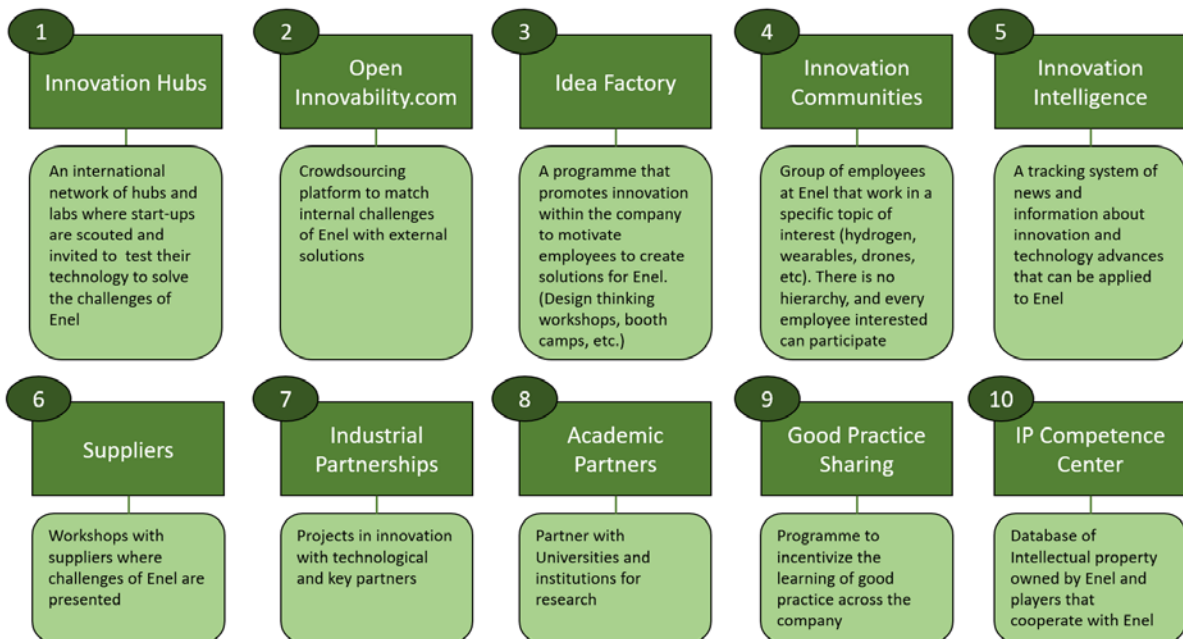 1
Innovation Hubs
An international
network of hubs and
labs where start-ups
are scouted and
invited to  test their
technology to solve
the challenges of
Enel
2
Open
Innovability.com
Crowdsourcing
platform to match
internal challenges
of Enel with external
solutions
3
Idea Factory
A programme that
promotes innovation
within the company
to motivate
employees to create
solutions for Enel.
(Design thinking
workshops, booth
camps, etc.)
4
Innovation
Communities
Group of employees
at Enel that work in a
specific topic of
interest (hydrogen,
wearables, drones,
etc). There is no
hierarchy, and every
employee interested
can participate
5
Innovation
Intelligence
A tracking system of
news and
information about
innovation and
technology advances
that can be applied
to Enel
6
Suppliers
Workshops with
suppliers where
challenges of Enel are
presented
7
Industrial
Partnerships
Projects in innovation
with technological
and key partners
8
Academic
Partners
Partner with
Universities and
institutions for
research
9
Good Practice
Sharing
Programme to
incentivize the
learning of good
practice across the
company
10
IP Competence
Center
Database of
Intellectual property
owned by Enel and
players that
cooperate with Enel